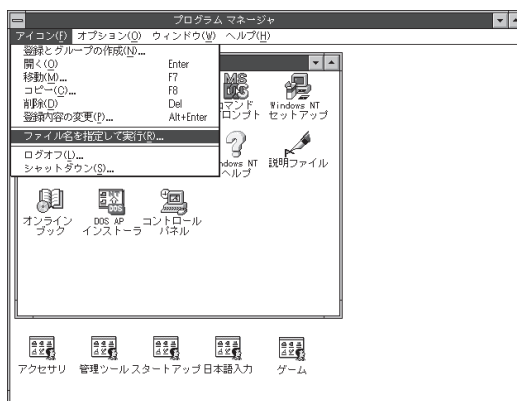 プログラム マネージャ
アイコン(F) オプション(O) ウィンドウ(W) ヘルプ(H)
登録とグループの作成(N)...
開く(O) Enter
移動(M)... F7
コピー(C)... F8
削除(D) Del
登録内容の変更(P)... Alt+Enter
ファイル名を指定して実行(R)...
ログオフ(L)...
シャットダウン(S)...
マンド
ロンプト
Windows NT
セットアップ
ndows NT
ヘルプ
説明ファイル
オンライン
ブック
DOS AP
インストーラ
コントロール
パネル
アクセサリ
管理ツール
スタートアップ
日本語入力
ゲーム